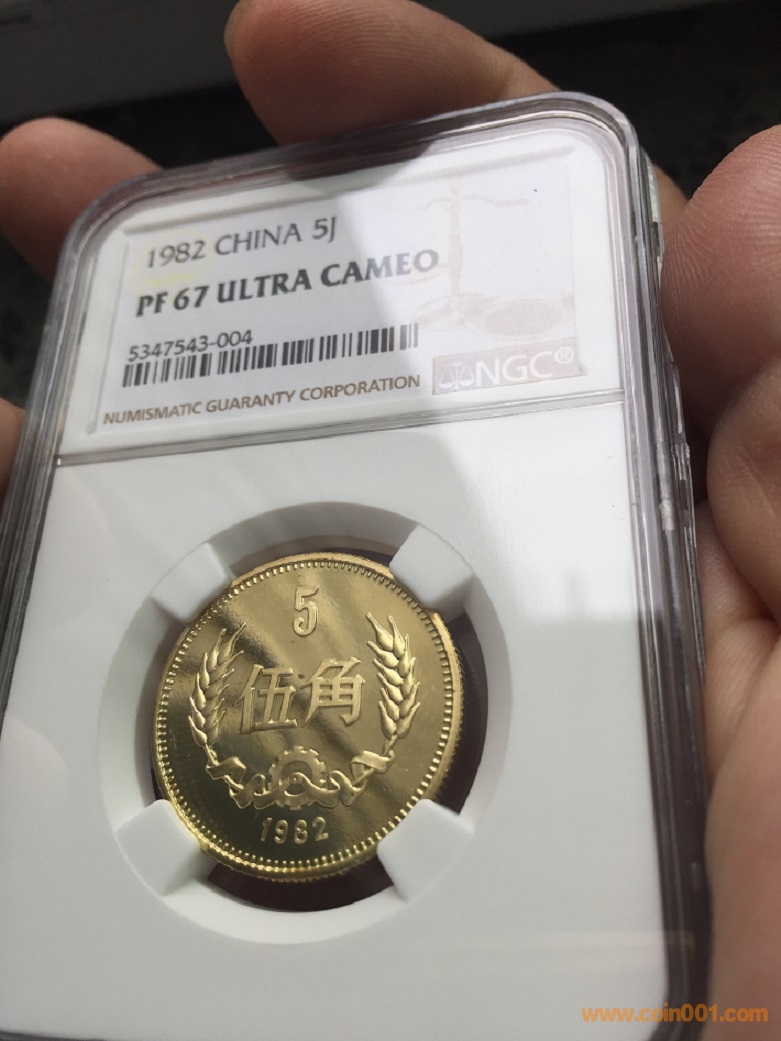 1982 CHINA 5J
PF 67 ULTRA CAMEO
5347543-004
NGC®
NUMISMATIC GUARANTY CORPORATION
5
伍角
1982
www.coin001.com